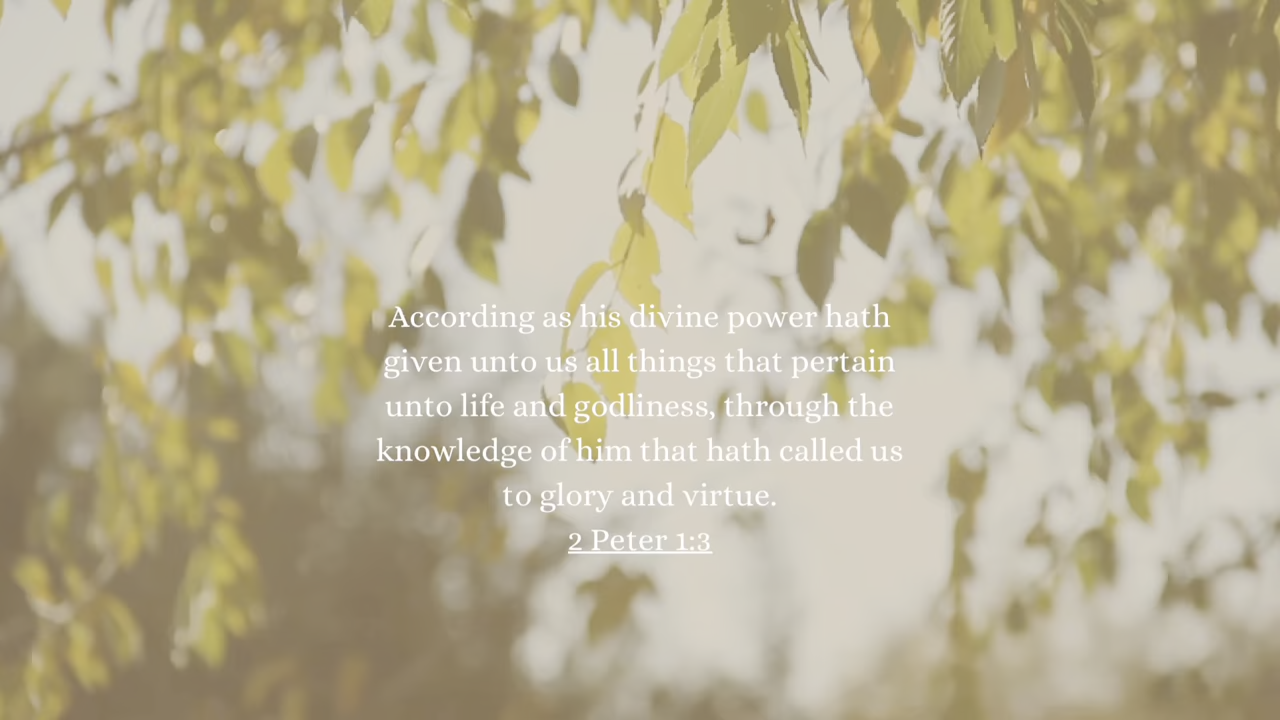 According as his divine power hath
given unto us all things that pertain
unto life and godliness, through the
knowledge of him that hath called us
to glory and virtue.
2 Peter 1:3